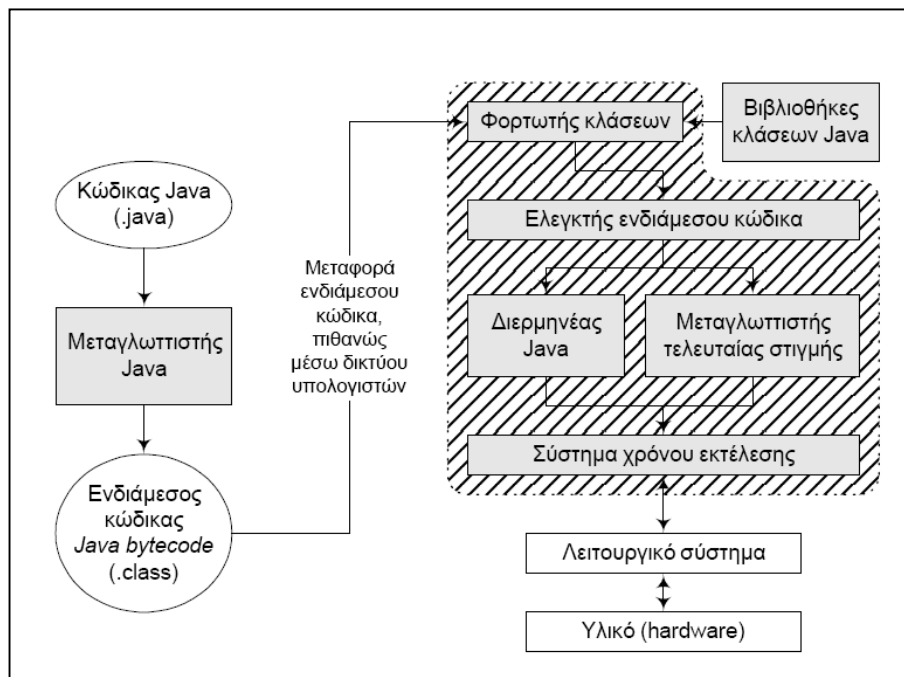 Κώδικας Java
(.java)
Μεταγλωττιστής
Java
Ενδιάμεσος
κώδικας
Java bytecode
(.class)
Μεταφορά
ενδιάμεσου
κώδικα,
πιθανώς
μέσω δικτύου
υπολογιστών
Φορτωτής κλάσεων
Βιβλιοθήκες
κλάσεων Java
Ελεγκτής ενδιάμεσου κώδικα
Διερμηνέας
Java
Μεταγλωττιστής
τελευταίας στιγμής
Σύστημα χρόνου εκτέλεσης
Λειτουργικό σύστημα
Υλικό (hardware)